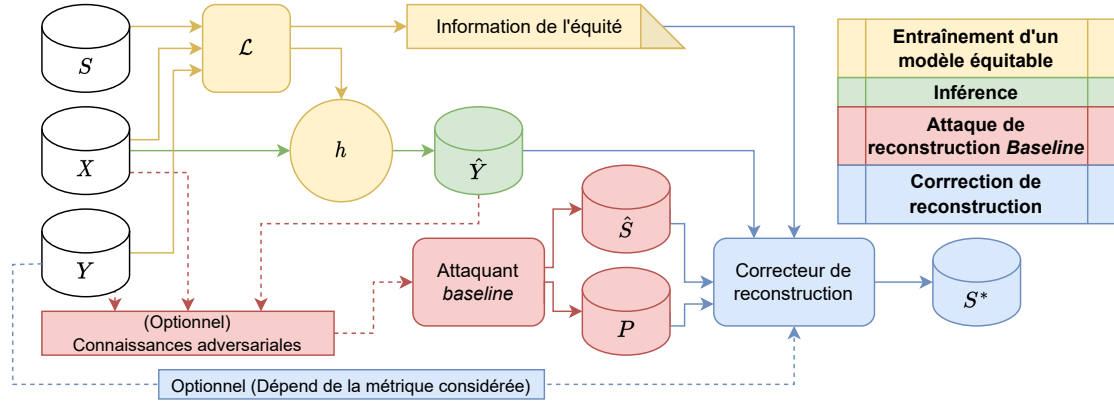 S
ℒ
Information de l'équité
X
h
Ŷ
Y
(Optionnel)
Connaissances adversariales
Attaquant
baseline
Ŝ
P
Correcteur de
reconstruction
S*
Optionnel (Dépend de la métrique considérée)
Entraînement d'un
modèle équitable
Inférence
Attaque de
reconstruction Baseline
Corrrection de
reconstruction